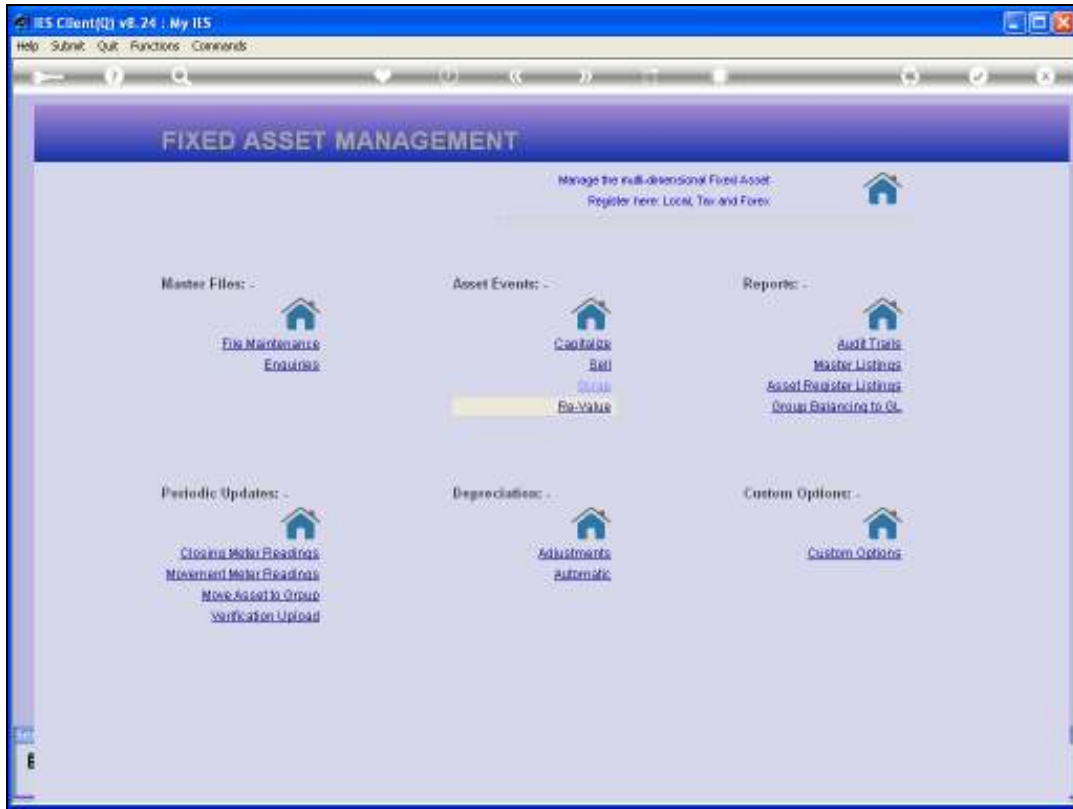 IES Client(Q) v8.24 : My IES
Help Submit Quit Functions Commands
FIXED ASSET MANAGEMENT
Manage the multi-dimensional Fixed Asset
Register here: Local, Tax and Forex
Master Files: -
File Maintenance
Enquiries
Asset Events: -
Capitalize
Sell
Scrap
Re-Value
Reports: -
Audit Trails
Master Listings
Asset Register Listings
Group Balancing to GL
Periodic Updates: -
Closing Meter Readings
Movement Meter Readings
Move Asset to Group
Verification Upload
Depreciation: -
Adjustments
Automatic
Custom Options: -
Custom Options